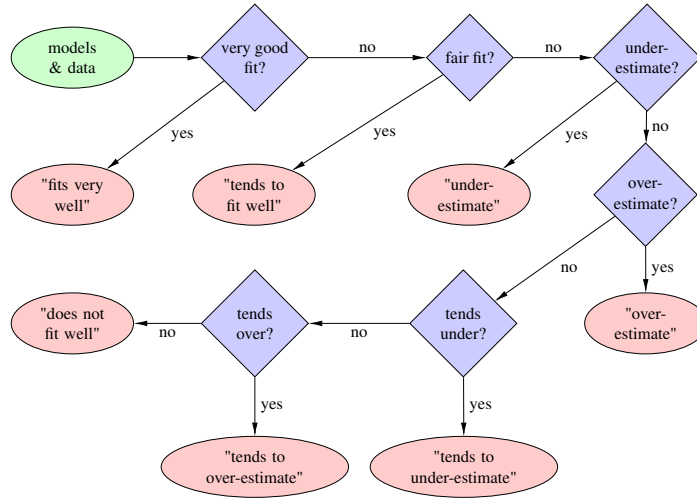 models
& data
very good
fit?
no
fair fit?
no
under-
estimate?
yes
yes
yes
no
"fits very
well"
"tends to
fit well"
"under-
estimate"
over-
estimate?
no
yes
"does not
fit well"
no
tends
over?
no
tends
under?
"over-
estimate"
yes
yes
"tends to
over-estimate"
"tends to
under-estimate"